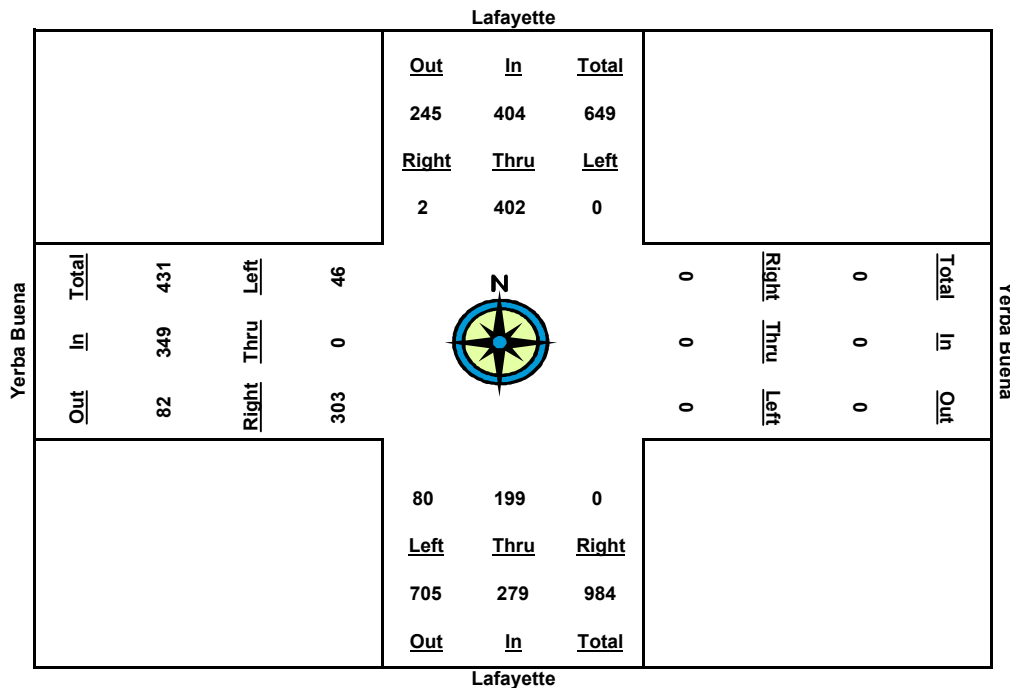 Lafayette
Out In Total
245 404 649
Right Thru Left
2 402 0
Yerba Buena
Total 431 Left 46
In 349 Thru 0
Out 82 Right 303
N
0 Right 0 Total
0 Thru 0 In
0 Left 0 Out
Yerba Buena
80 199 0
Left Thru Right
705 279 984
Out In Total
Lafayette